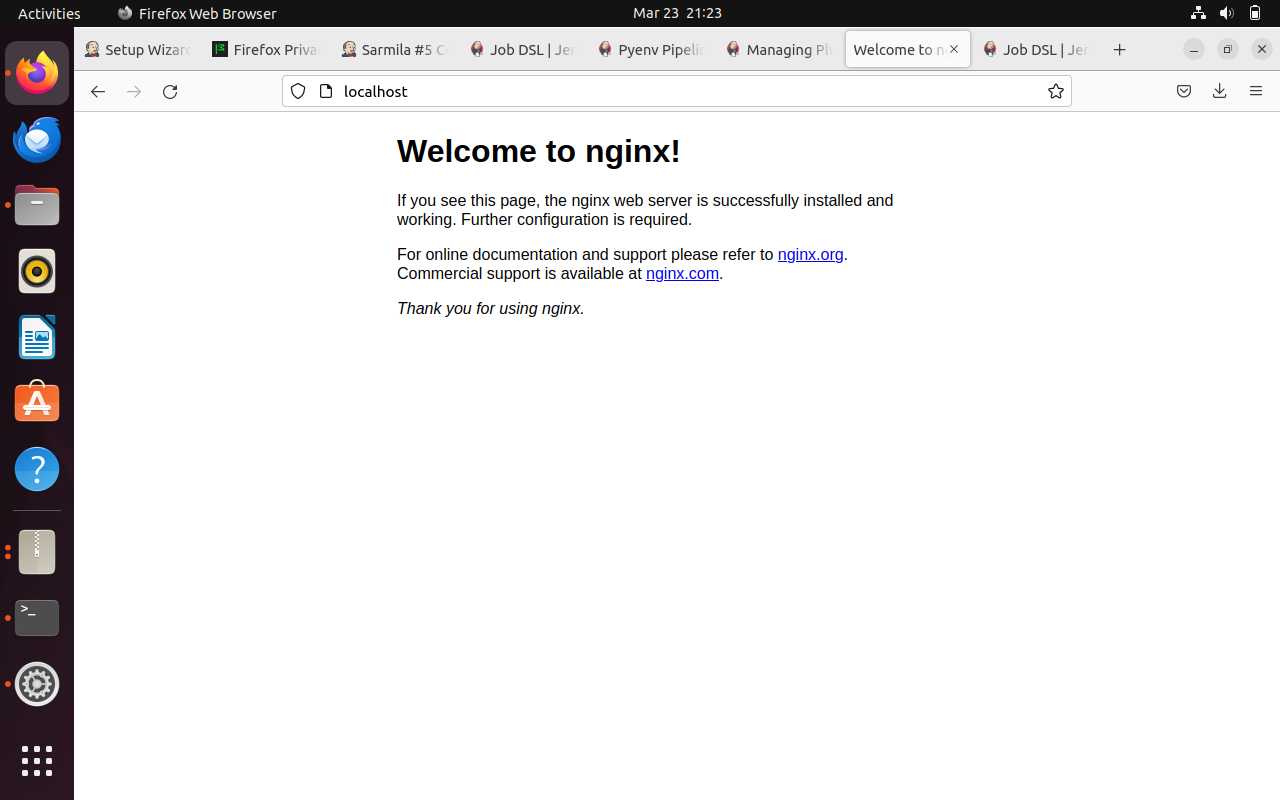 Activities
Firefox Web Browser
Mar 23 21:23
Setup Wizar
Firefox Priva
Sarmila #5 C
Job DSL | Jen
Pyenv Pipelin
Managing Plu
Welcome to n
Job DSL | Jen
localhost
Welcome to nginx!
If you see this page, the nginx web server is successfully installed and
working. Further configuration is required.
For online documentation and support please refer to nginx.org.
Commercial support is available at nginx.com.
Thank you for using nginx.